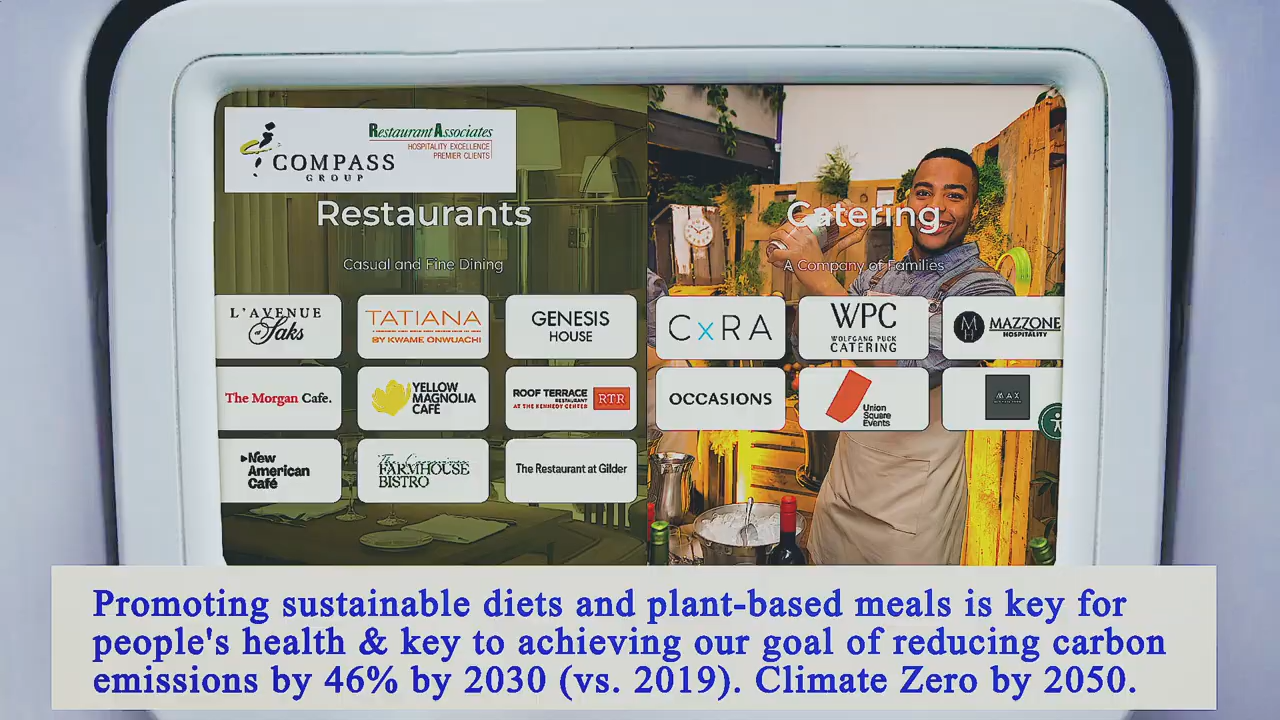 COMPASS
GROUP
RESTAURANT ASSOCIATES
HOSPITALITY EXCELLENCE
PREMIER CLIENTS
Restaurants
Casual and Fine Dining
L'AVENUE
Saks
TATIANA
BY KWAME ONWUACHI
GENESIS
HOUSE
The Morgan Cafe.
YELLOW
MAGNOLIA
CAFÉ
ROOF TERRACE
RESTAURANT
AT THE KENNEDY CENTER
RTR
New
American
Café
FARMHOUSE
BISTRO
The Restaurant at Gilder
Catering
A Company of Families
CxRA
WPC
WOLFGANG PUCK
CATERING
MH
MAZZONE
HOSPITALITY
OCCASIONS
Union
Square
Events
MAX
Promoting sustainable diets and plant-based meals is key for
people's health & key to achieving our goal of reducing carbon
emissions by 46% by 2030 (vs. 2019). Climate Zero by 2050.